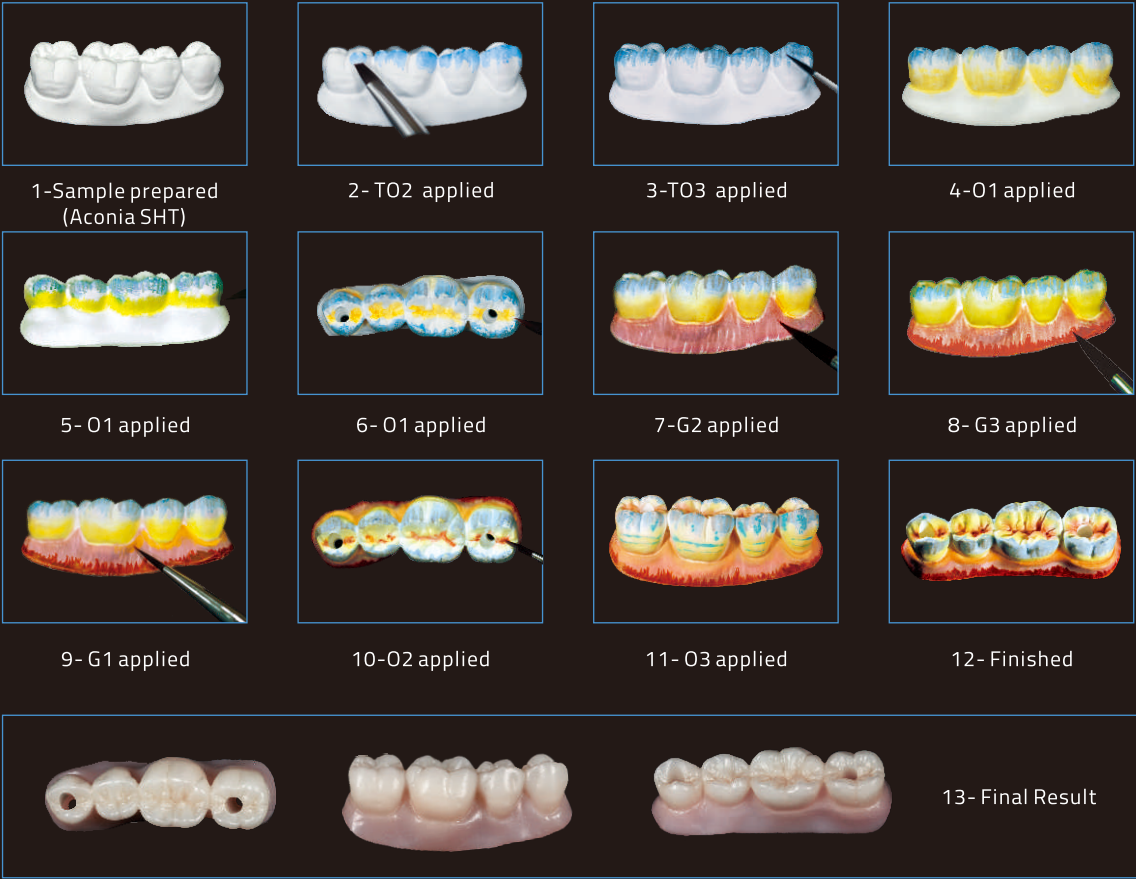 1-Sample prepared
(Aconia SHT)
2- TO2 applied
3-TO3 applied
4-O1 applied
5- O1 applied
6- O1 applied
7-G2 applied
8- G3 applied
9- G1 applied
10-O2 applied
11- O3 applied
12- Finished
13- Final Result